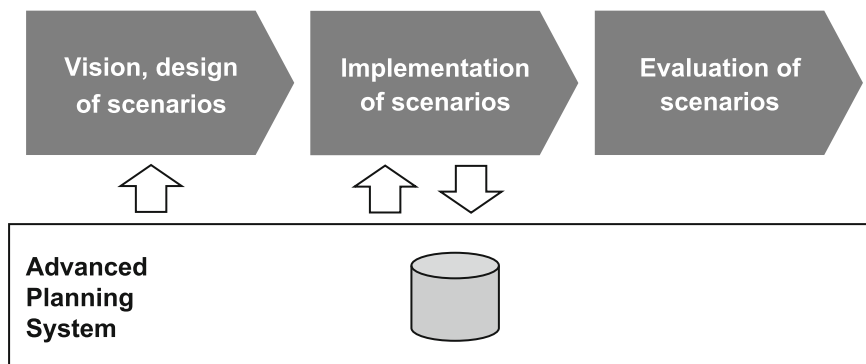 Vision, design
of scenarios
Implementation
of scenarios
Evaluation of
scenarios
Advanced
Planning
System